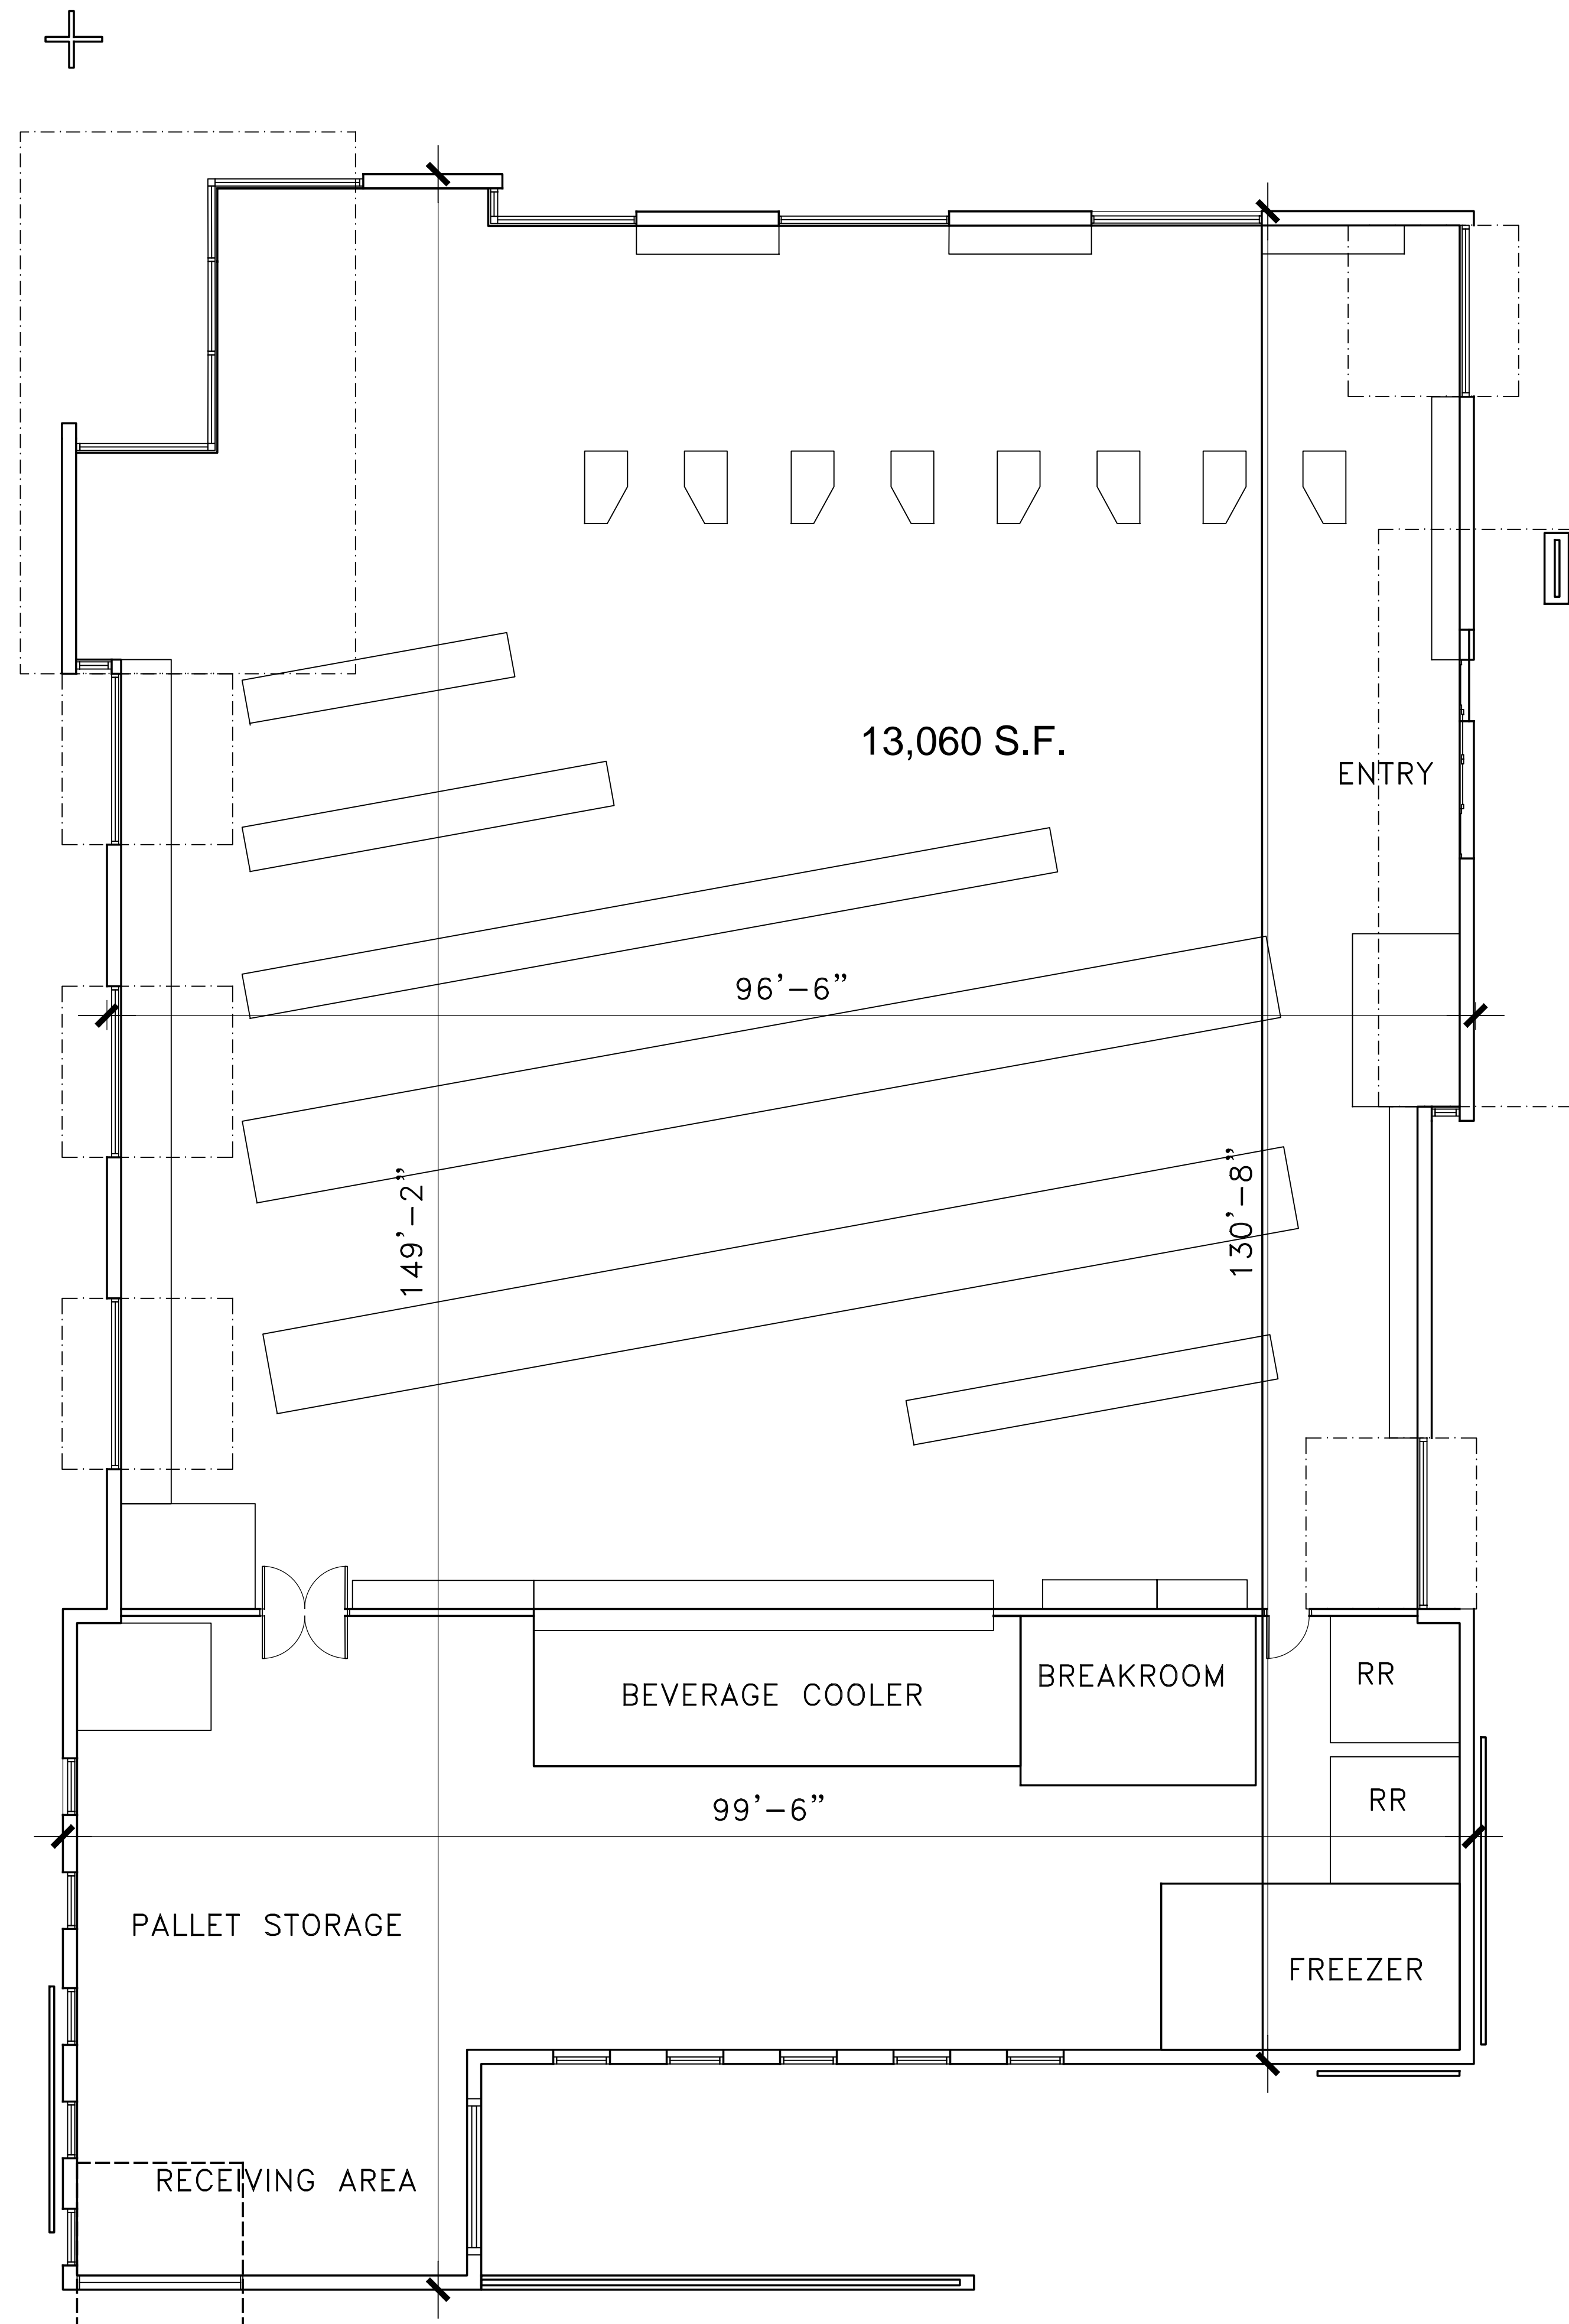 13,060 S.F.
ENTRY
96’-6”
149’-2”
130’-8”
BEVERAGE COOLER
BREAKROOM
RR
RR
99’-6”
PALLET STORAGE
FREEZER
RECEIVING AREA